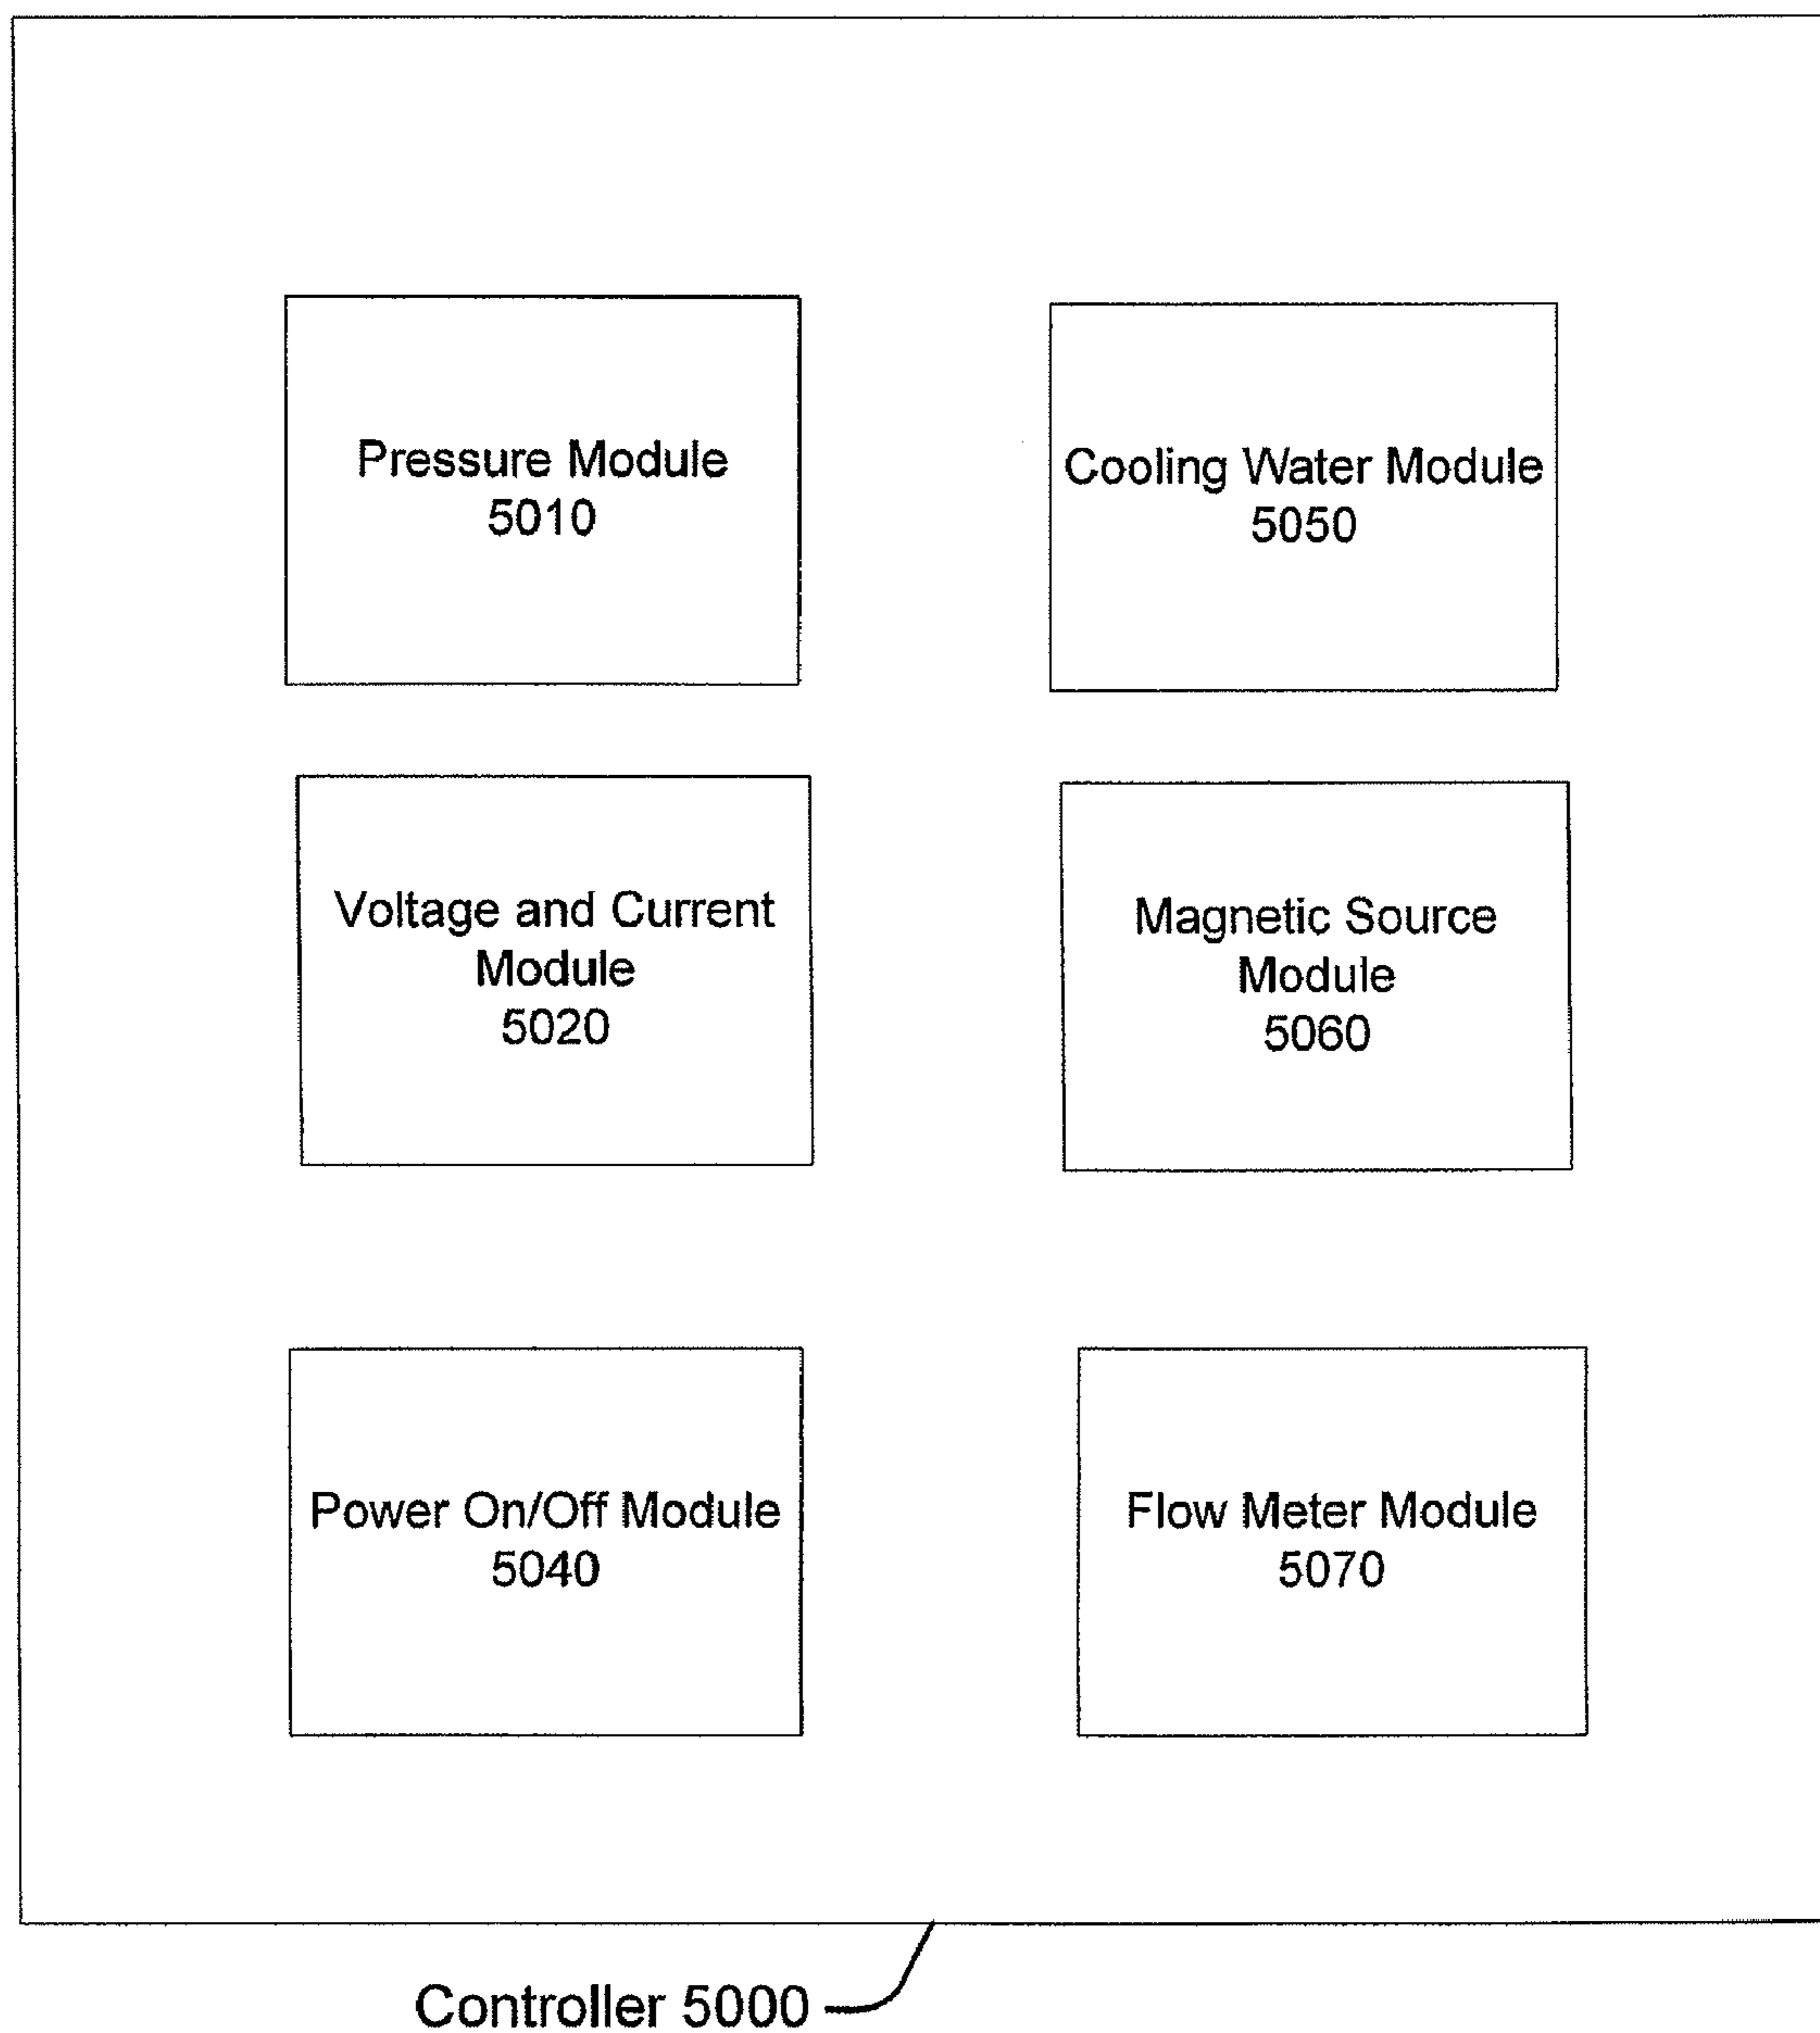 Pressure Module
5010
Cooling Water Module
5050
Voltage and Current
Module
5020
Magnetic Source
Module
5060
Power On/Off Module
5040
Flow Meter Module
5070
Controller 5000